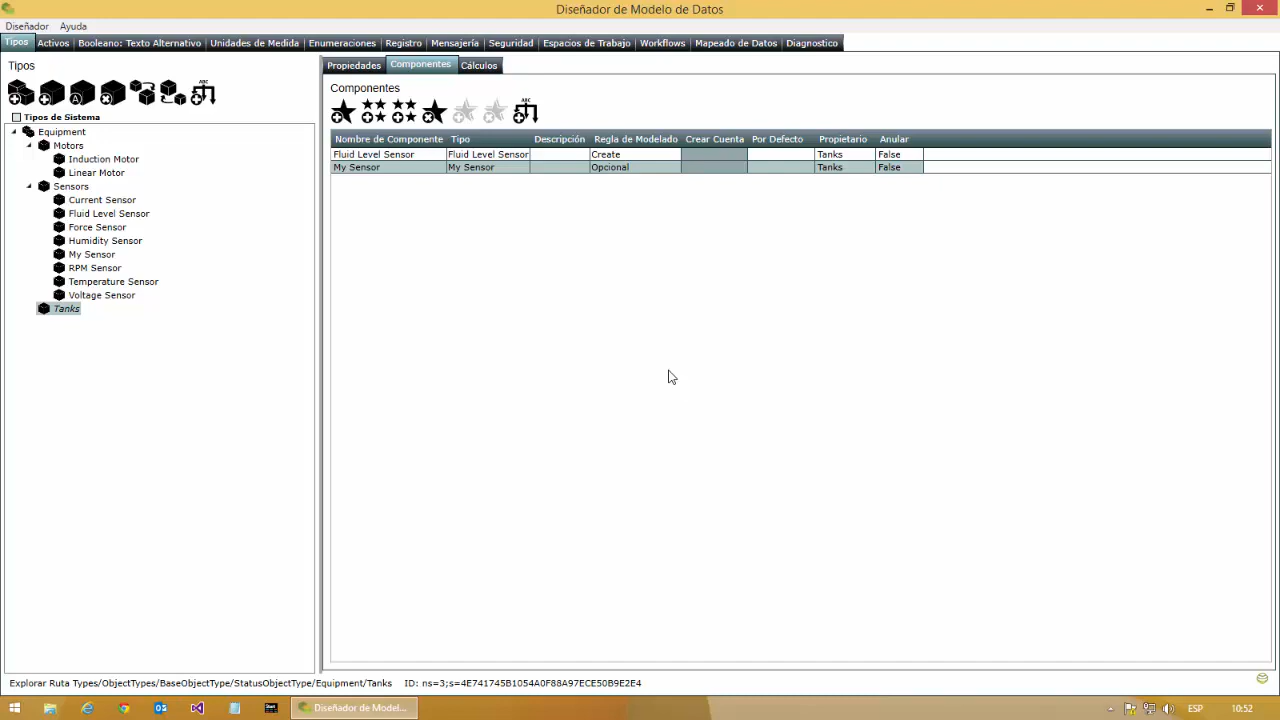 Diseñador de Modelo de Datos
Diseñador Ayuda
Tipos Activos Booleano: Texto Alternativo Unidades de Medida Enumeraciones Registro Mensajería Seguridad Espacios de Trabajo Workflows Mapeado de Datos Diagnostico
Tipos
ABC
Tipos de Sistema
Equipment
Motors
Induction Motor
Linear Motor
Sensors
Current Sensor
Fluid Level Sensor
Force Sensor
Humidity Sensor
My Sensor
RPM Sensor
Temperature Sensor
Voltage Sensor
Tanks
Propiedades Componentes Cálculos
Componentes
ABC
Nombre de Componente Tipo Descripción Regla de Modelado Crear Cuenta Por Defecto Propietario Anular
Fluid Level Sensor Fluid Level Sensor Create Tanks False
My Sensor My Sensor Opcional Tanks False
Explorar Ruta Types/ObjectTypes/BaseObjectType/StatusObjectType/Equipment/Tanks ID: ns=3;s=4E741745B1054A0F88A97ECE50B9E2E4
Diseñador de Model... ESP 10:52